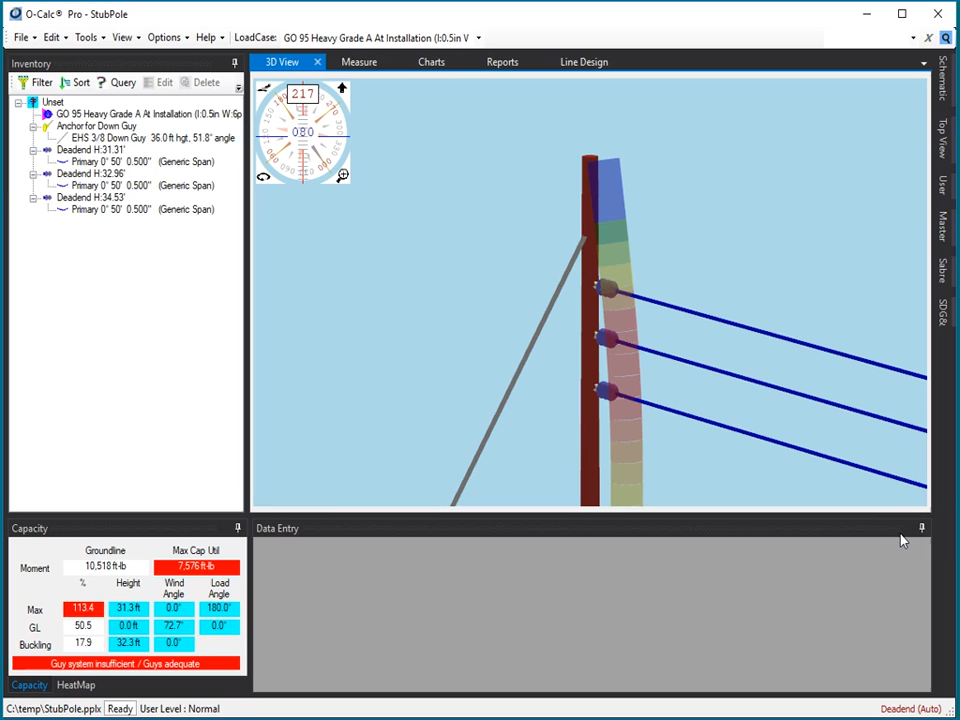 O-Calc® Pro - StubPole
File Edit Tools View Options Help LoadCase: GO 95 Heavy Grade A At Installation (I:0.5in V
Inventory
3D View Measure Charts Reports Line Design
Filter Sort Query Edit Delete
Unset
GO 95 Heavy Grade A At Installation (I:0.5in W:6p
Anchor for Down Guy
EHS 3/8 Down Guy 36.0 ft hgt, 51.8° angle
Deadend H:31.31'
Primary 0° 50' 0.500" (Generic Span)
Deadend H:32.96'
Primary 0° 50' 0.500" (Generic Span)
Deadend H:34.53'
Primary 0° 50' 0.500" (Generic Span)
217
080
Schematic
Top View
User
Master
Sabre
SDG&
Capacity
Data Entry
Groundline Max Cap Util
Moment 10,518 ft-lb 7,576 ft-lb
% Height Wind Angle Load Angle
Max 113.4 31.3 ft 0.0° 180.0°
GL 50.5 0.0 ft 72.7° 0.0°
Buckling 17.9 32.3 ft 0.0°
Guy system insufficient / Guys adequate
Capacity HeatMap
C:\temp\StubPole.pplx Ready User Level : Normal Deadend (Auto)